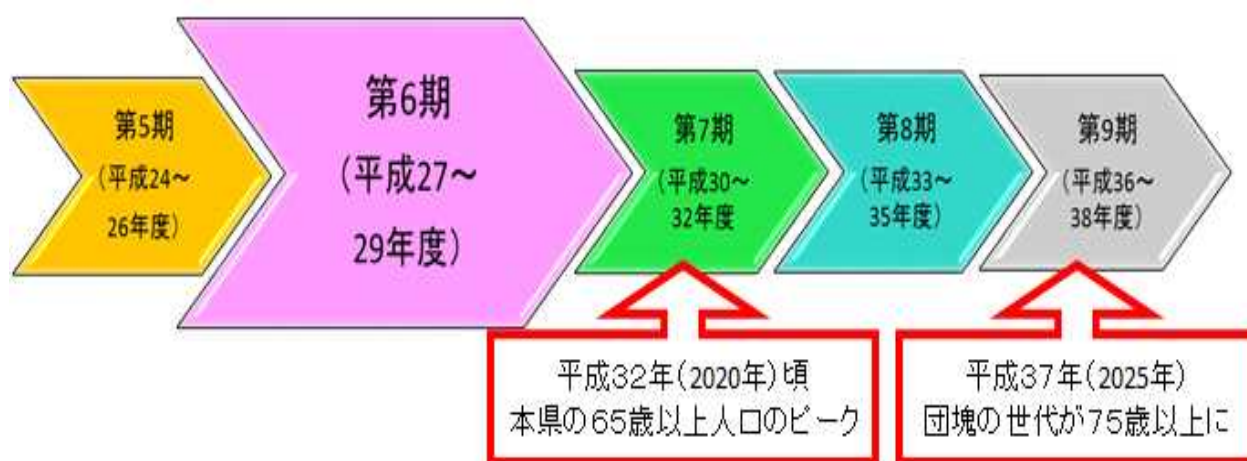 第5期
(平成24～
26年度)
第6期
(平成27～
29年度)
第7期
(平成30～
32年度
第8期
(平成33～
35年度)
第9期
(平成36～
38年度)
平成32年(2020年)頃
本県の65歳以上人口のピーク
平成37年(2025年)
団塊の世代が75歳以上に